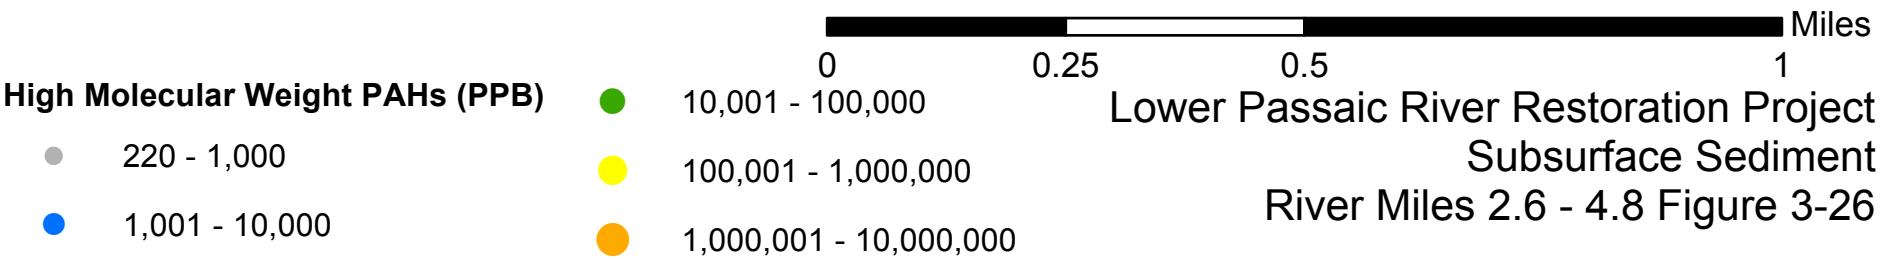 Miles
0 0.25 0.5 1
High Molecular Weight PAHs (PPB)
220 - 1,000
1,001 - 10,000
10,001 - 100,000
100,001 - 1,000,000
1,000,001 - 10,000,000
Lower Passaic River Restoration Project
Subsurface Sediment
River Miles 2.6 - 4.8 Figure 3-26